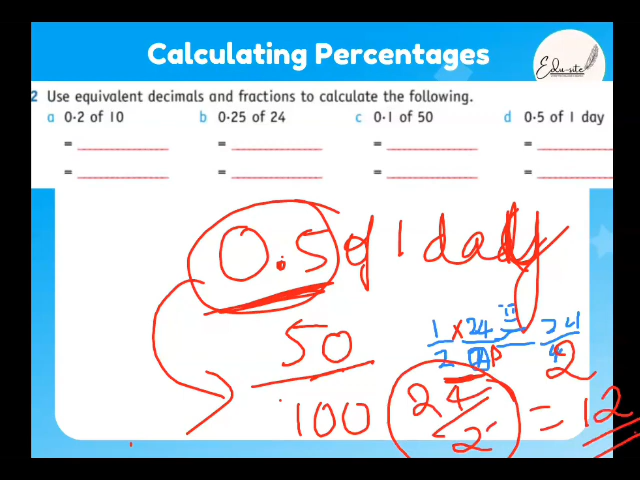 Calculating Percentages
Edu-site
2 Use equivalent decimals and fractions to calculate the following.
a 0·2 of 10 b 0·25 of 24 c 0·1 of 50 d 0·5 of 1 day
= = = =
= = = =
0.5 of 1 day
1/2 × 24 = 24/2
50/100 24/2 = 12